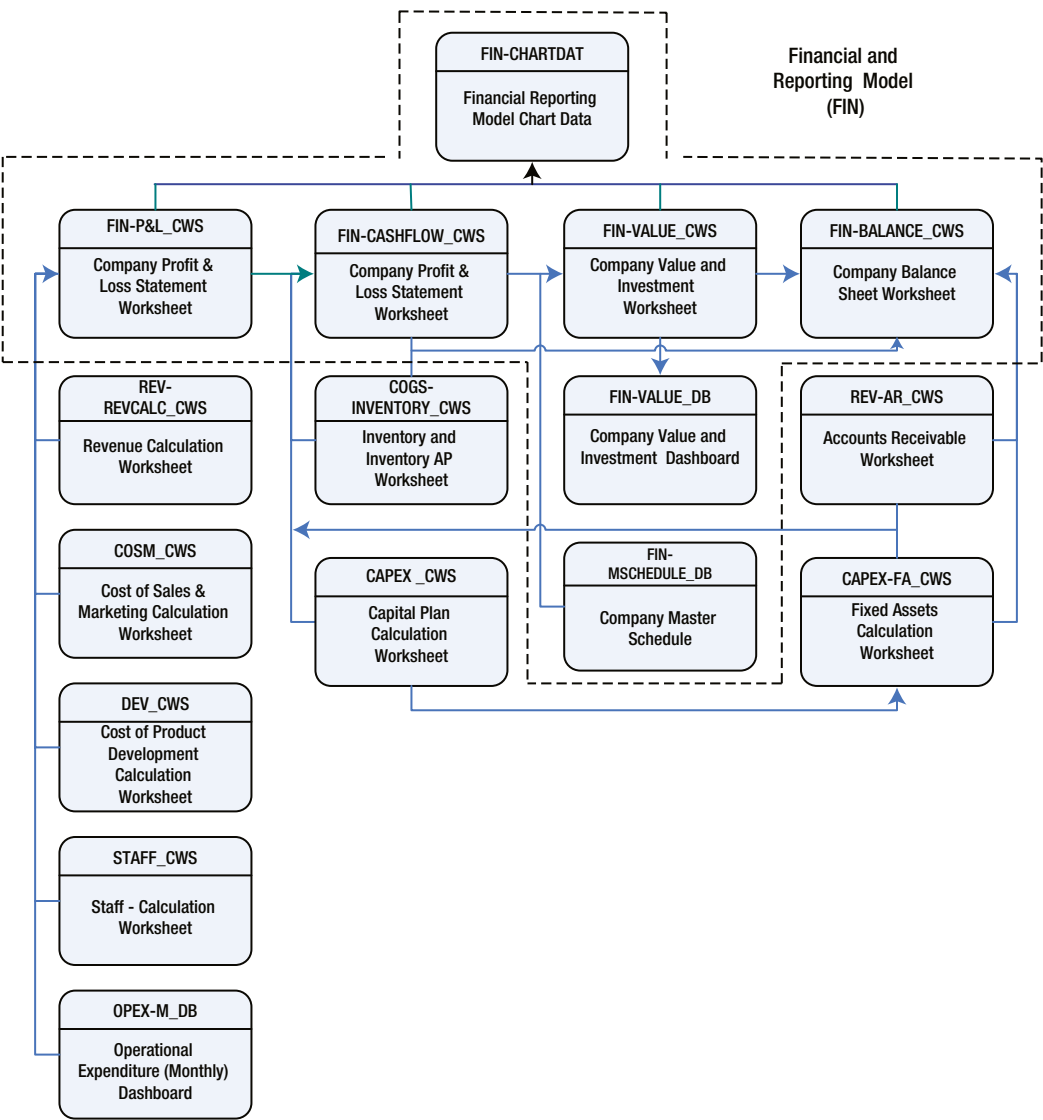 FIN-CHARTDAT
Financial Reporting
Model Chart Data
Financial and
Reporting Model
(FIN)
FIN-P&L_CWS
Company Profit &
Loss Statement
Worksheet
FIN-CASHFLOW_CWS
Company Profit &
Loss Statement
Worksheet
FIN-VALUE_CWS
Company Value and
Investment
Worksheet
FIN-BALANCE_CWS
Company Balance
Sheet Worksheet
REV-
REVCALC_CWS
Revenue Calculation
Worksheet
COGS-
INVENTORY_CWS
Inventory and
Inventory AP
Worksheet
FIN-VALUE_DB
Company Value and
Investment Dashboard
REV-AR_CWS
Accounts Receivable
Worksheet
COSM_CWS
Cost of Sales &
Marketing Calculation
Worksheet
CAPEX _CWS
Capital Plan
Calculation
Worksheet
FIN-
MSCHEDULE_DB
Company Master
Schedule
CAPEX-FA_CWS
Fixed Assets
Calculation
Worksheet
DEV_CWS
Cost of Product
Development
Calculation
Worksheet
STAFF_CWS
Staff - Calculation
Worksheet
OPEX-M_DB
Operational
Expenditure (Monthly)
Dashboard